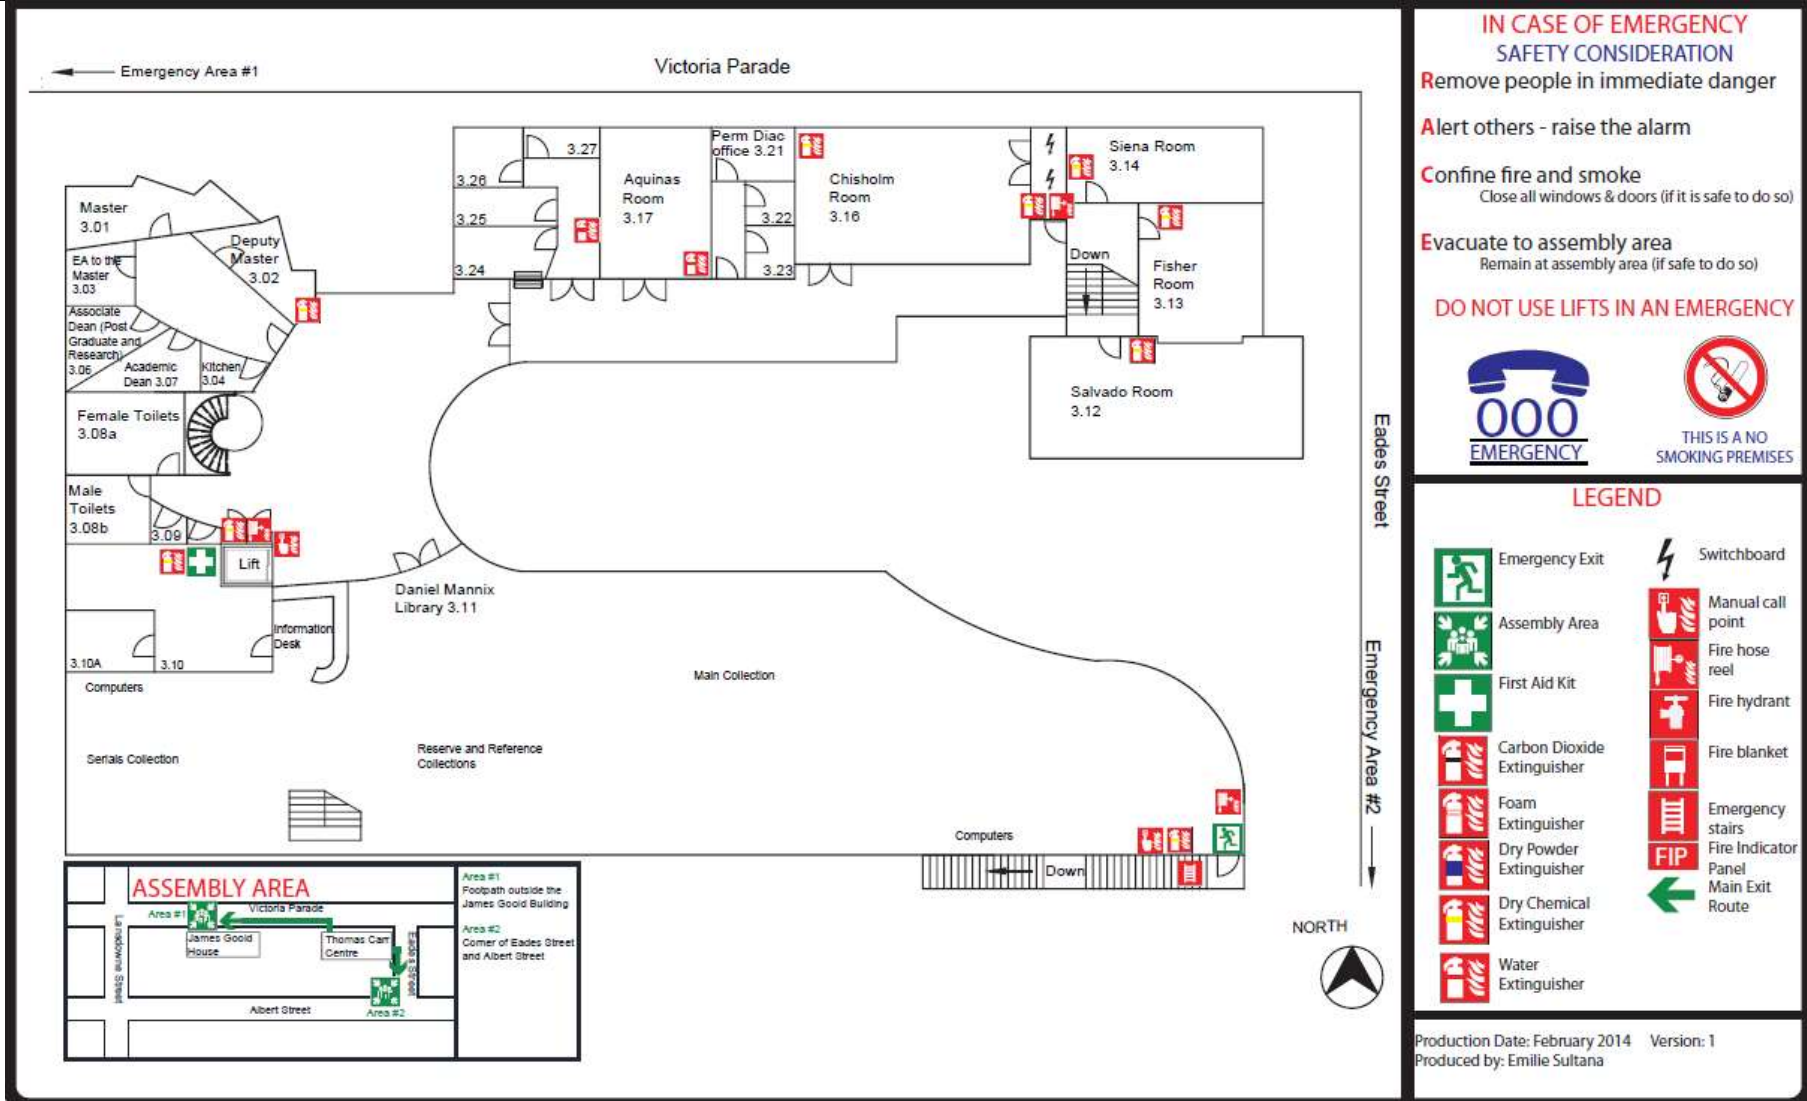 Emergency Area #1
Victoria Parade
Master
3.01
EA to the
Master
3.03
Deputy
Master
3.02
Associate
Dean (Post
Graduate and
Research)
3.06
Academic
Dean 3.07
Kitchen
3.04
Female Toilets
3.08a
Male
Toilets
3.08b
3.09
Lift
3.10A
3.10
Information
Desk
Computers
Serials Collection
3.26
3.25
3.24
3.27
Aquinas
Room
3.17
Perm Diac
office 3.21
3.22
3.23
Chisholm
Room
3.16
Siena Room
3.14
Down
Fisher
Room
3.13
Salvado Room
3.12
Daniel Mannix
Library 3.11
Main Collection
Reserve and Reference
Collections
Computers
Down
Eades Street
Emergency Area #2
NORTH
ASSEMBLY AREA
Area #1
Victoria Parade
James Goold
House
Thomas Carr
Centre
Lansdowne Street
Eades Street
Albert Street
Area #2
Area #1
Footpath outside the
James Goold Building
Area #2
Corner of Eades Street
and Albert Street
IN CASE OF EMERGENCY
SAFETY CONSIDERATION
Remove people in immediate danger
Alert others - raise the alarm
Confine fire and smoke
Close all windows & doors (if it is safe to do so)
Evacuate to assembly area
Remain at assembly area (if safe to do so)
DO NOT USE LIFTS IN AN EMERGENCY
000
EMERGENCY
THIS IS A NO
SMOKING PREMISES
LEGEND
Emergency Exit
Assembly Area
First Aid Kit
Carbon Dioxide
Extinguisher
Foam
Extinguisher
Dry Powder
Extinguisher
Dry Chemical
Extinguisher
Water
Extinguisher
Switchboard
Manual call
point
Fire hose
reel
Fire hydrant
Fire blanket
Emergency
stairs
FIP
Fire Indicator
Panel
Main Exit
Route
Production Date: February 2014 Version: 1
Produced by: Emilie Sultana